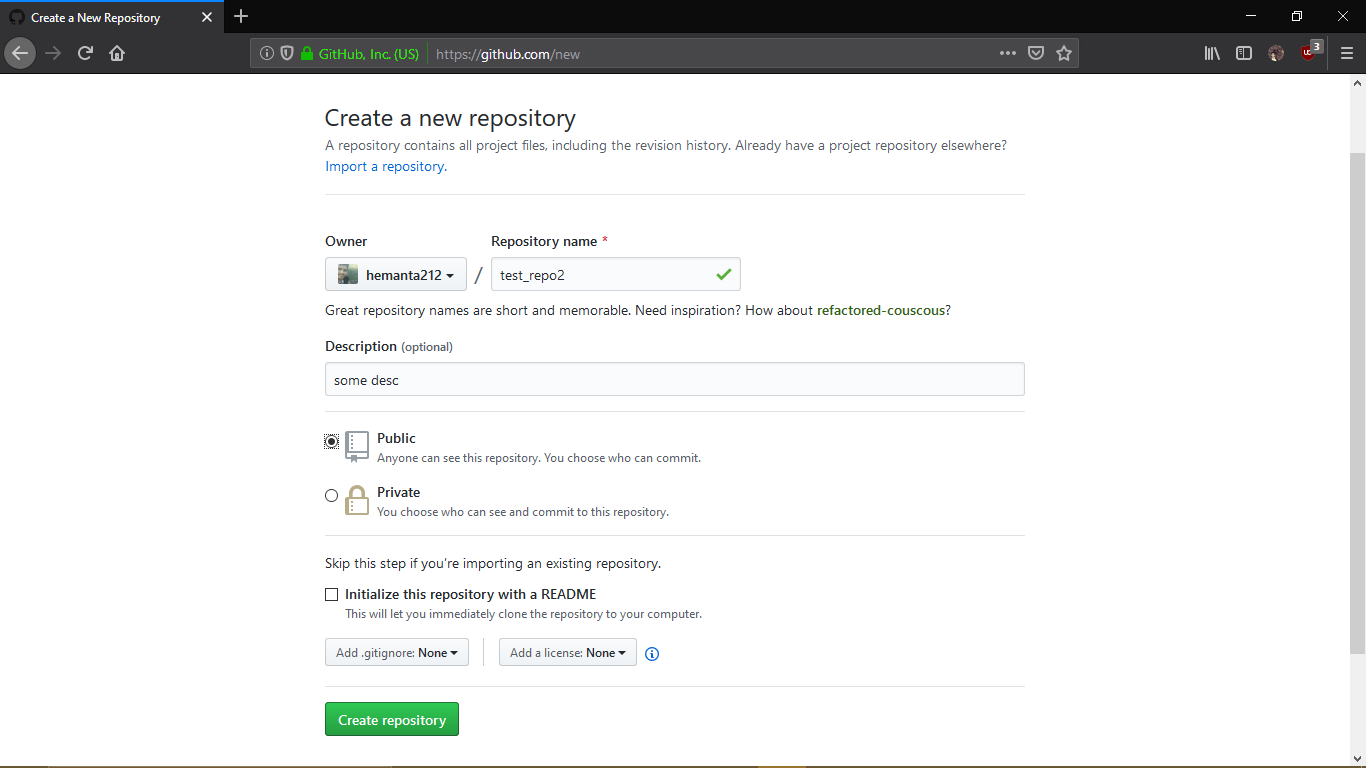 Create a New Repository
GitHub, Inc. (US) https://github.com/new
3
Create a new repository
A repository contains all project files, including the revision history. Already have a project repository elsewhere?
Import a repository.
Owner Repository name *
hemanta212 / test_repo2
Great repository names are short and memorable. Need inspiration? How about refactored-couscous?
Description (optional)
some desc
Public
Anyone can see this repository. You choose who can commit.
Private
You choose who can see and commit to this repository.
Skip this step if you're importing an existing repository.
Initialize this repository with a README
This will let you immediately clone the repository to your computer.
Add .gitignore: None Add a license: None
Create repository